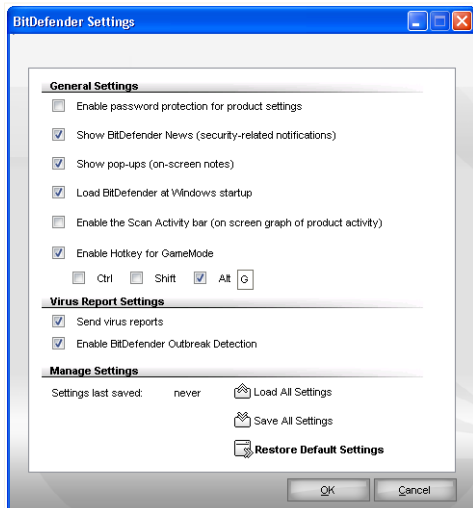 BitDefender Settings
General Settings
Enable password protection for product settings
Show BitDefender News (security-related notifications)
Show pop-ups (on-screen notes)
Load BitDefender at Windows startup
Enable the Scan Activity bar (on screen graph of product activity)
Enable Hotkey for GameMode
Ctrl Shift Alt G
Virus Report Settings
Send virus reports
Enable BitDefender Outbreak Detection
Manage Settings
Settings last saved: never Load All Settings
Save All Settings
Restore Default Settings
OK Cancel